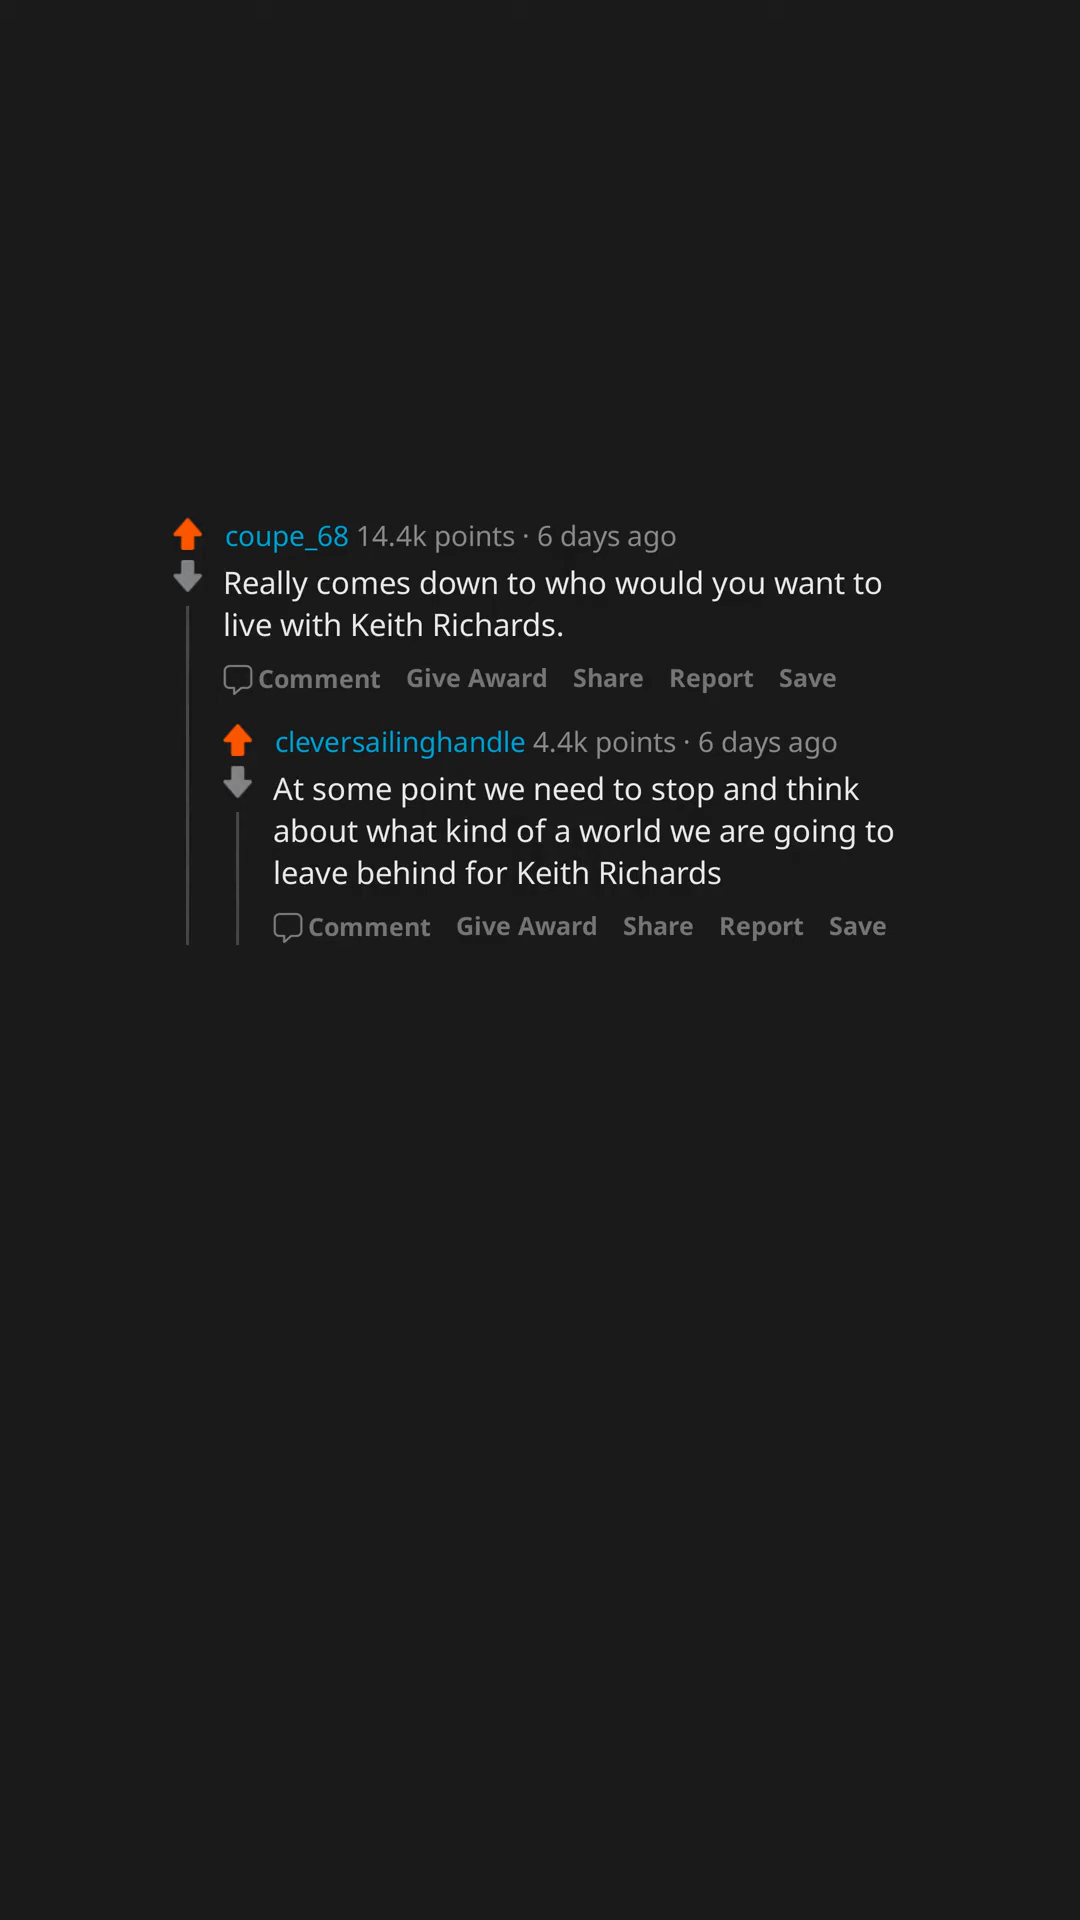 coupe_68 14.4k points · 6 days ago
Really comes down to who would you want to
live with Keith Richards.
Comment Give Award Share Report Save
cleversailinghandle 4.4k points · 6 days ago
At some point we need to stop and think
about what kind of a world we are going to
leave behind for Keith Richards
Comment Give Award Share Report Save